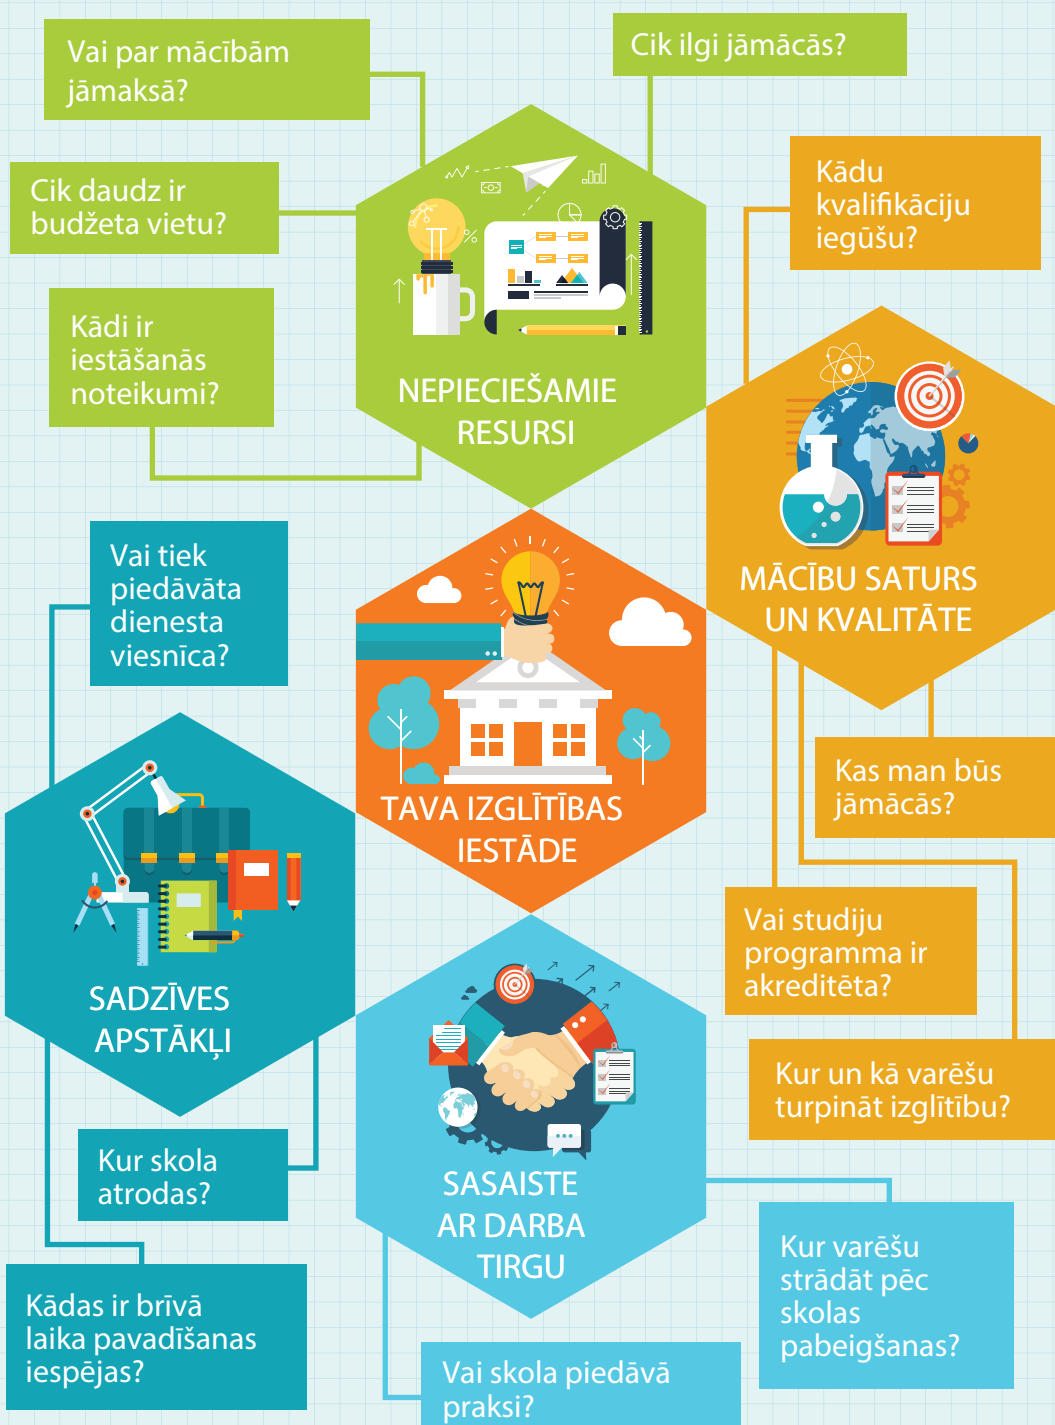 Vai par mācībām
jāmaksā?
Cik ilgi jāmācās?
Cik daudz ir
budžeta vietu?
Kādi ir
iestāšanās
noteikumi?
NEPIECIEŠAMIE
RESURSI
Kādu
kvalifikāciju
iegūšu?
MĀCĪBU SATURS
UN KVALITĀTE
Vai tiek
piedāvāta
dienesta
viesnīca?
TAVA IZGLĪTĪBAS
IESTĀDE
Kas man būs
jāmācās?
Vai studiju
programma ir
akreditēta?
Kur un kā varēšu
turpināt izglītību?
SADZĪVES
APSTĀKĻI
Kur skola
atrodas?
Kādas ir brīvā
laika pavadīšanas
iespējas?
SASAISTE
AR DARBA
TIRGU
Kur varēšu
strādāt pēc
skolas
pabeigšanas?
Vai skola piedāvā
praksi?